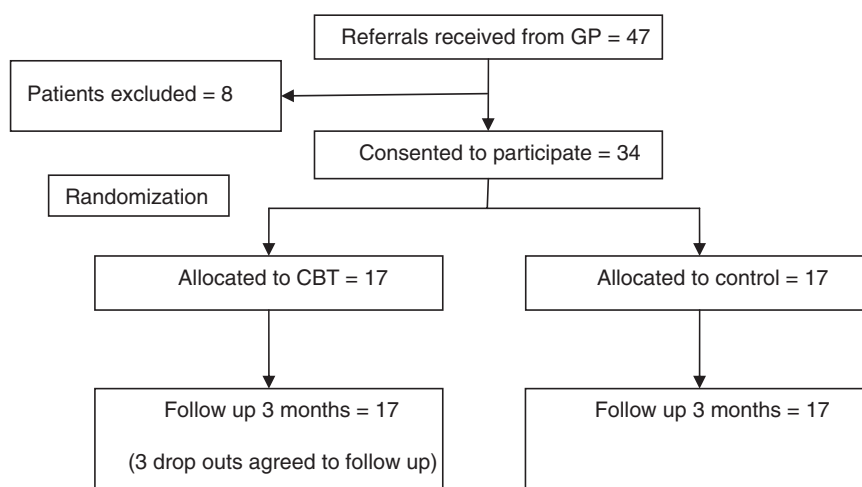 Referrals received from GP = 47
Patients excluded = 8
Consented to participate = 34
Randomization
Allocated to CBT = 17
Allocated to control = 17
Follow up 3 months = 17
(3 drop outs agreed to follow up)
Follow up 3 months = 17